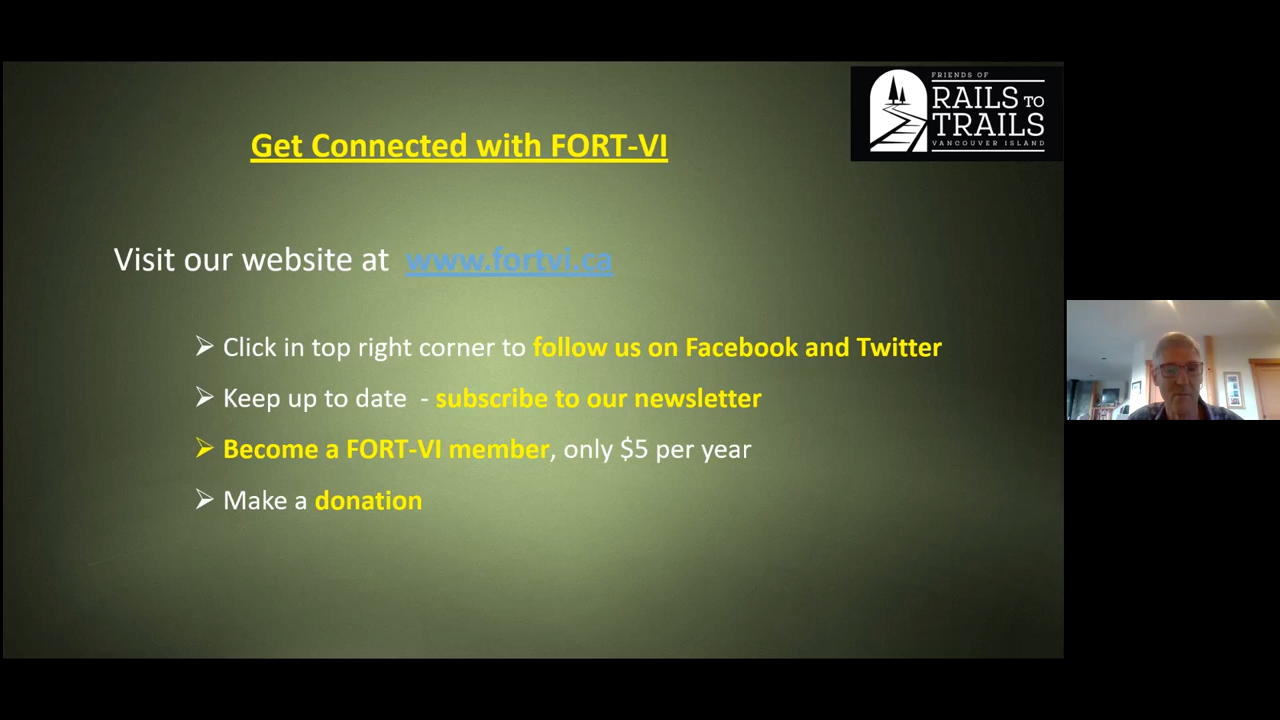 FRIENDS OF
RAILS TO
TRAILS
VANCOUVER ISLAND
Get Connected with FORT-VI
Visit our website at www.fortvi.ca
Click in top right corner to follow us on Facebook and Twitter
Keep up to date - subscribe to our newsletter
Become a FORT-VI member, only $5 per year
Make a donation